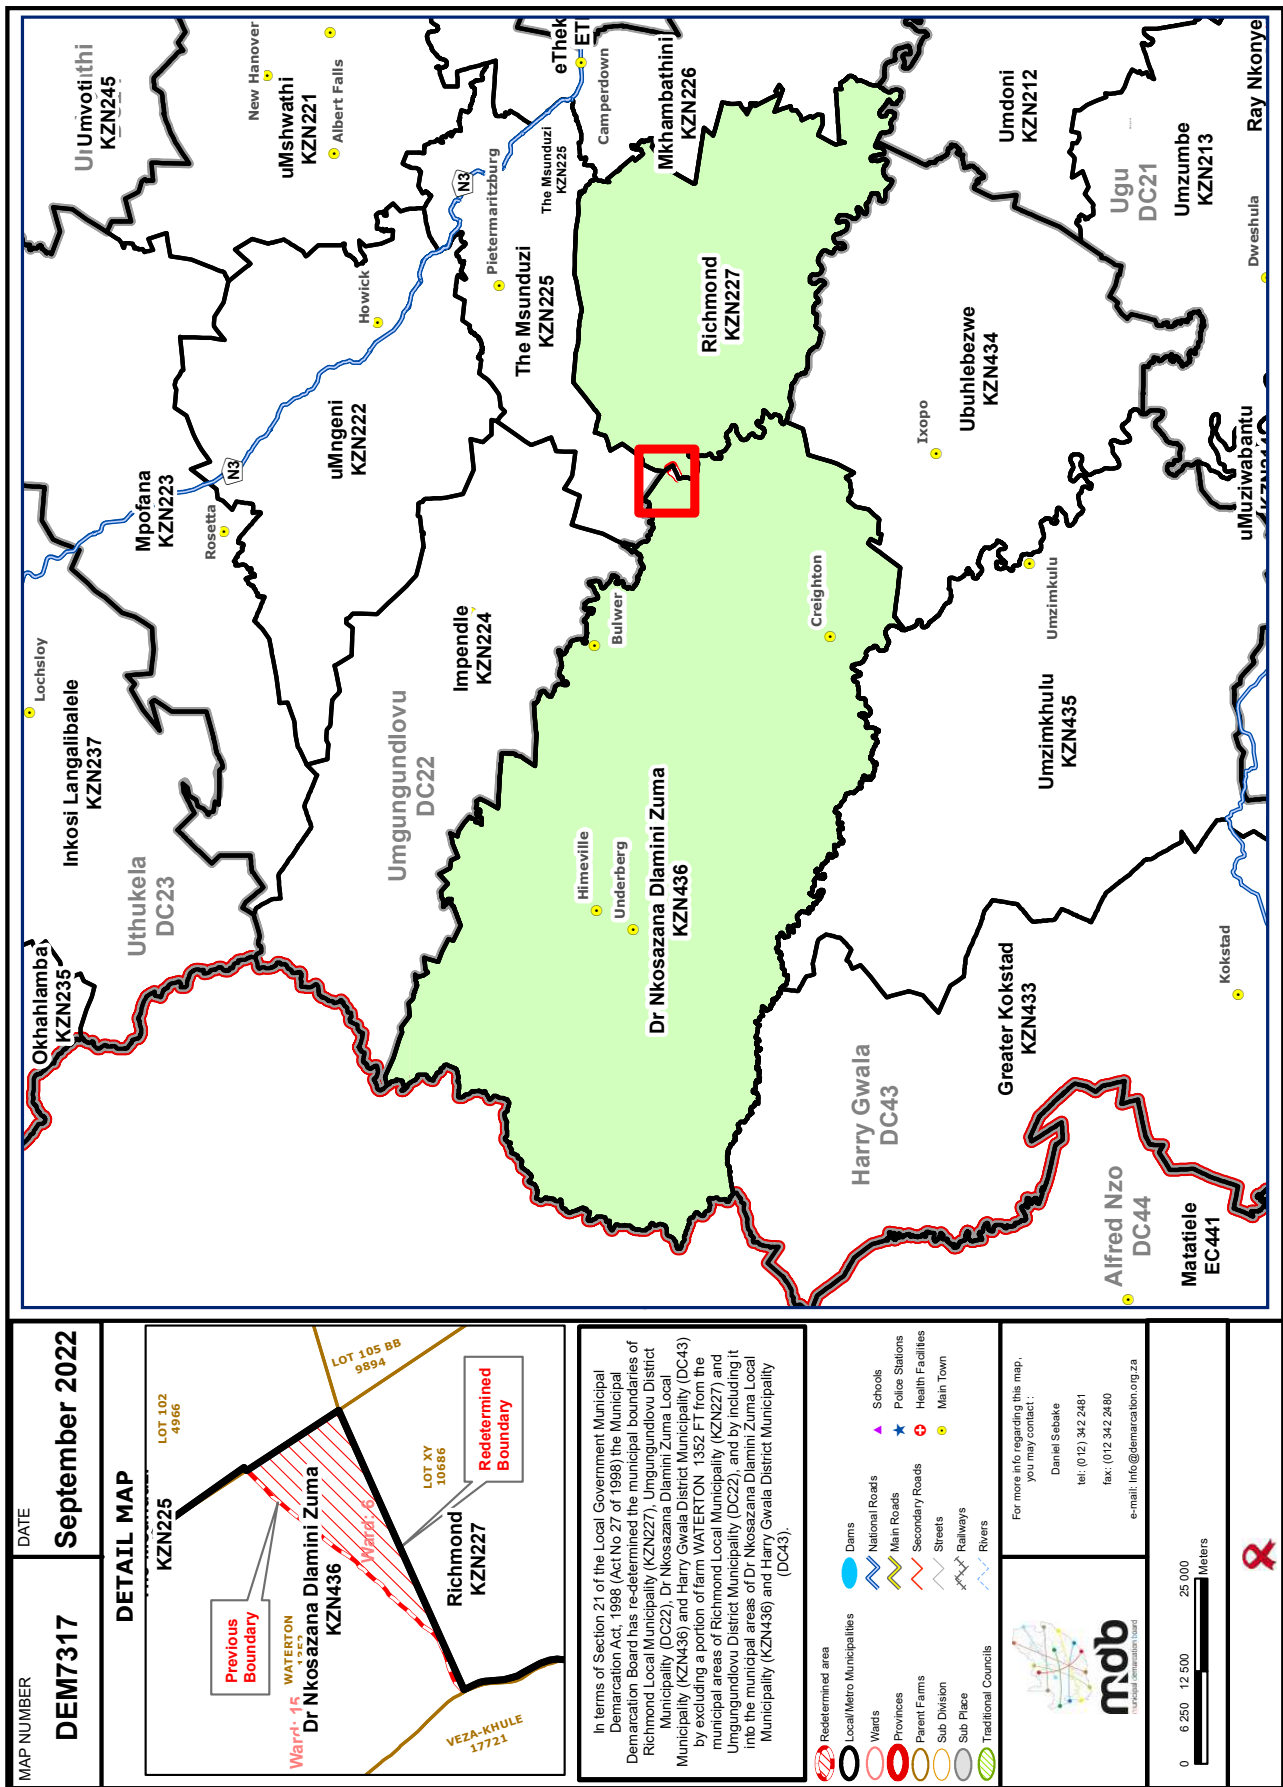 MAP NUMBER
DEM7317
DATE
September 2022
DETAIL MAP
KZN225
LOT 102
4966
LOT 105 BB
9894
Previous
Boundary
WATERTON
Ward: 15
Dr Nkosazana Dlamini Zuma
KZN436
Ward: 6
LOT XY
10686
Redetermined
Boundary
Richmond
KZN227
VEZA-KHULE
17721
In terms of Section 21 of the Local Government Municipal
Demarcation Act, 1998 (Act No 27 of 1998) the Municipal
Demarcation Board has re-determined the municipal boundaries of
Richmond Local Municipality (KZN227), Umgungundlovu District
Municipality (DC22), Dr Nkosazana Dlamini Zuma Local
Municipality (KZN436) and Harry Gwala District Municipality (DC43)
by excluding a portion of farm WATERTON 1352 FT from the
municipal areas of Richmond Local Municipality (KZN227) and
Umgungundlovu District Municipality (DC22), and by including it
into the municipal areas of Dr Nkosazana Dlamini Zuma Local
Municipality (KZN436) and Harry Gwala District Municipality
(DC43).
Redetermined area
Local/Metro Municipalities
Wards
Provinces
Parent Farms
Sub Division
Sub Place
Traditional Councils
Dams
National Roads
Main Roads
Secondary Roads
Streets
Railways
Rivers
Schools
Police Stations
Health Facilities
Main Town
mdb
municipal demarcation board
For more info regarding this map,
you may contact :
Daniel Sebake
tel: (012) 342 2481
fax: (012 342 2480
e-mail: Info@demarcation.org.za
0 6 250 12 500 25 000
Meters
Okhahlamba
KZN235
Uthukela
DC23
Inkosi Langalibalele
KZN237
Lochsloy
Mpofana
KZN223
Rosetta
N3
uMngeni
KZN222
Howick
Umvoti
KZN245
New Hanover
uMshwathi
KZN221
Albert Falls
N3
Pietermaritzburg
The Msunduzi
KZN225
The Msunduzi
KZN225
eThek
ET
Camperdown
Mkhambathini
KZN226
Umgungundlovu
DC22
Impendle
KZN224
Bulwer
Richmond
KZN227
Himeville
Underberg
Dr Nkosazana Dlamini Zuma
KZN436
Creighton
Ixopo
Ubuhlebezwe
KZN434
Umdoni
KZN212
Ugu
DC21
Umzumbe
KZN213
Ray Nkonye
Dweshula
uMuziwabantu
Umzimkulu
Umzimkhulu
KZN435
Harry Gwala
DC43
Greater Kokstad
KZN433
Kokstad
Alfred Nzo
DC44
Matatiele
EC441